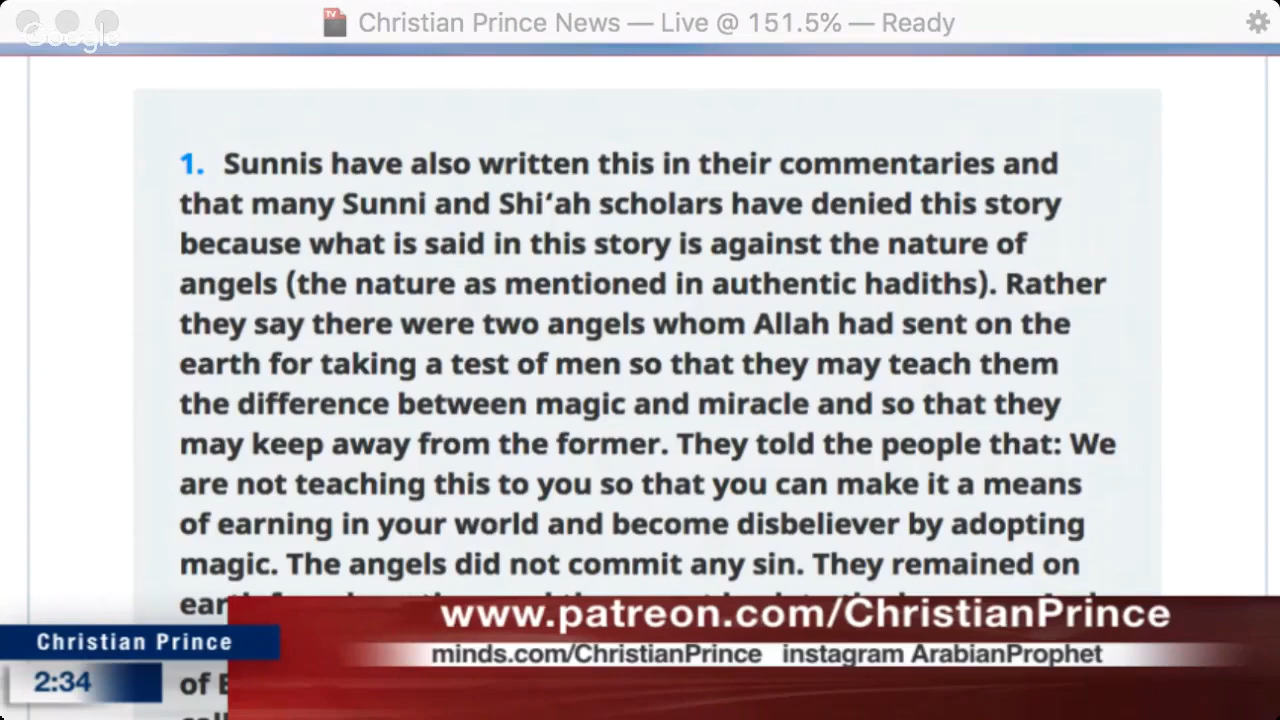 Christian Prince News — Live @ 151.5% — Ready
Google
1. Sunnis have also written this in their commentaries and
that many Sunni and Shi‘ah scholars have denied this story
because what is said in this story is against the nature of
angels (the nature as mentioned in authentic hadiths). Rather
they say there were two angels whom Allah had sent on the
earth for taking a test of men so that they may teach them
the difference between magic and miracle and so that they
may keep away from the former. They told the people that: We
are not teaching this to you so that you can make it a means
of earning in your world and become disbeliever by adopting
magic. The angels did not commit any sin. They remained on
of
www.patreon.com/ChristianPrince
minds.com/ChristianPrince instagram ArabianProphet
Christian Prince
2:34